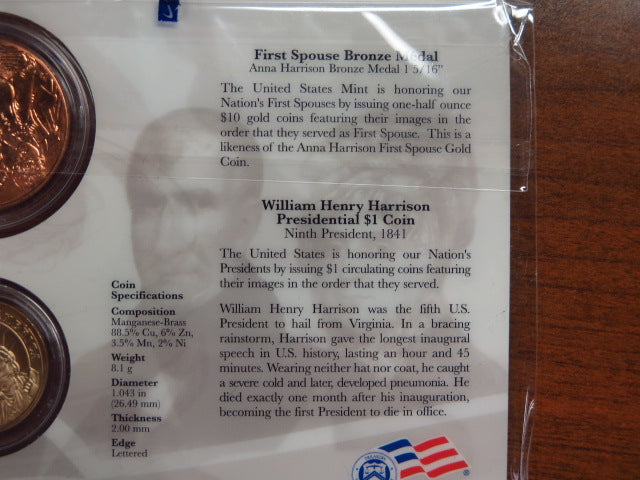 First Spouse Bronze Medal
Anna Harrison Bronze Medal 1 5/16"
The United States Mint is honoring our
Nation's First Spouses by issuing one-half ounce
$10 gold coins featuring their images in the
order that they served as First Spouse. This is a
likeness of the Anna Harrison First Spouse Gold
Coin.
William Henry Harrison
Presidential $1 Coin
Ninth President, 1841
The United States is honoring our Nation's
Presidents by issuing $1 circulating coins featuring
their images in the order that they served.
William Henry Harrison was the fifth U.S.
President to hail from Virginia. In a bracing
rainstorm, Harrison gave the longest inaugural
speech in U.S. history, lasting an hour and 45
minutes. Wearing neither hat nor coat, he caught
a severe cold and later, developed pneumonia. He
died exactly one month after his inauguration,
becoming the first President to die in office.
Coin
Specifications
Composition
Manganese-Brass
88.5% Cu, 6% Zn,
3.5% Mn, 2% Ni
Weight
8.1 g
Diameter
1.043 in
(26.49 mm)
Thickness
2.00 mm
Edge
Lettered